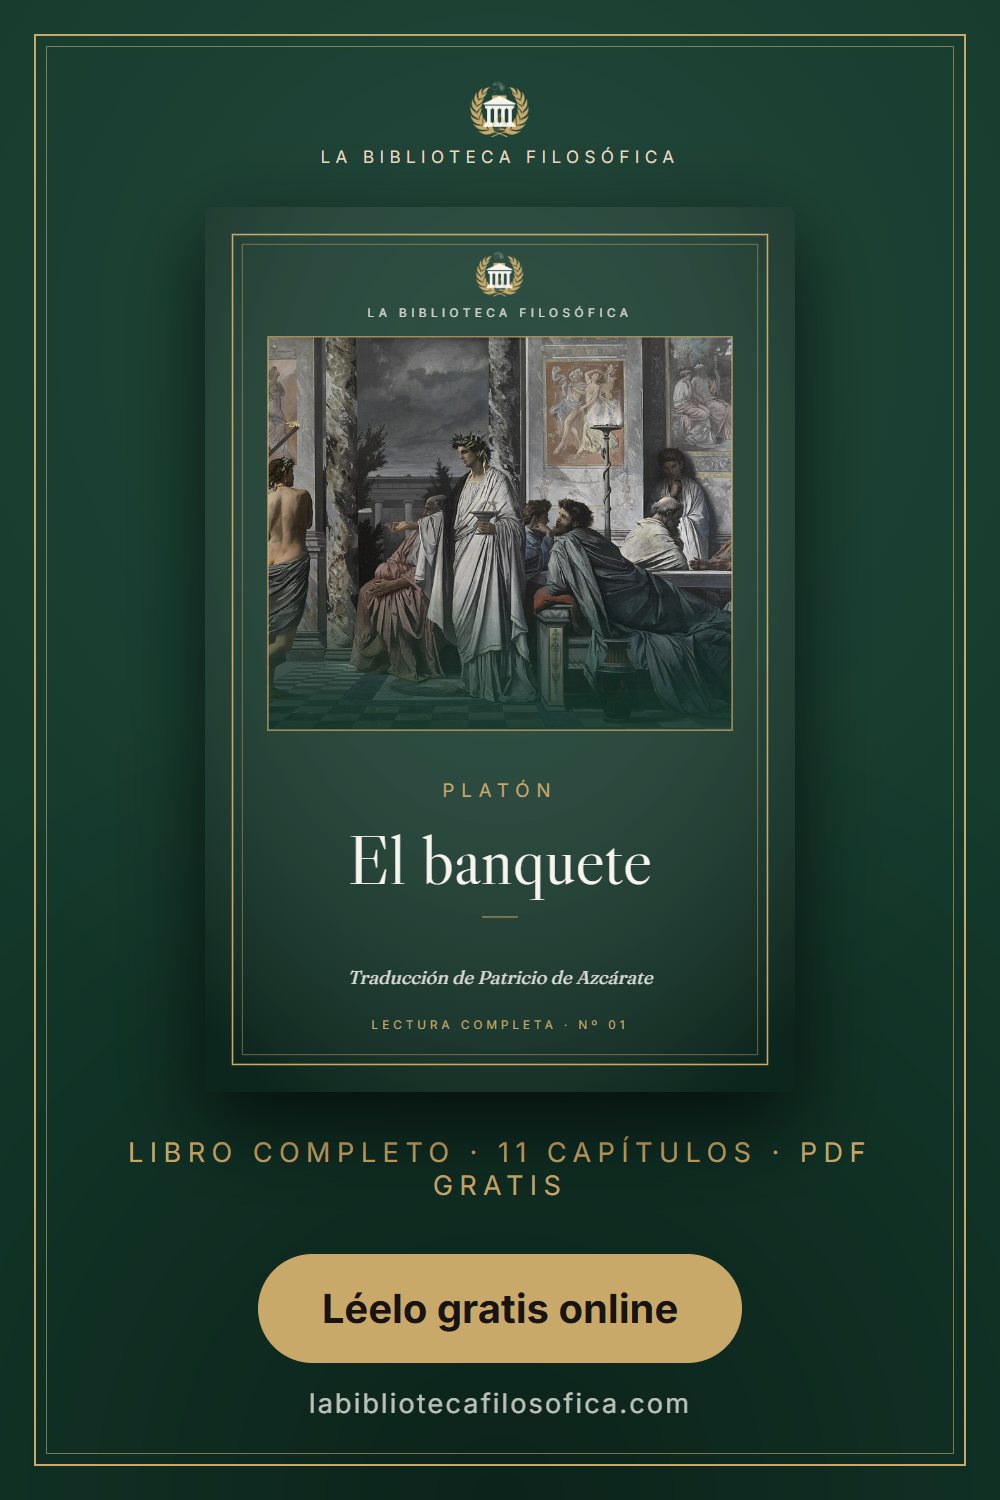 LA BIBLIOTECA FILOSÓFICA
LA BIBLIOTECA FILOSÓFICA
PLATÓN
El banquete
Traducción de Patricio de Azcárate
LECTURA COMPLETA · Nº 01
LIBRO COMPLETO · 11 CAPÍTULOS · PDF
GRATIS
Léelo gratis online
labibliotecafilosofica.com